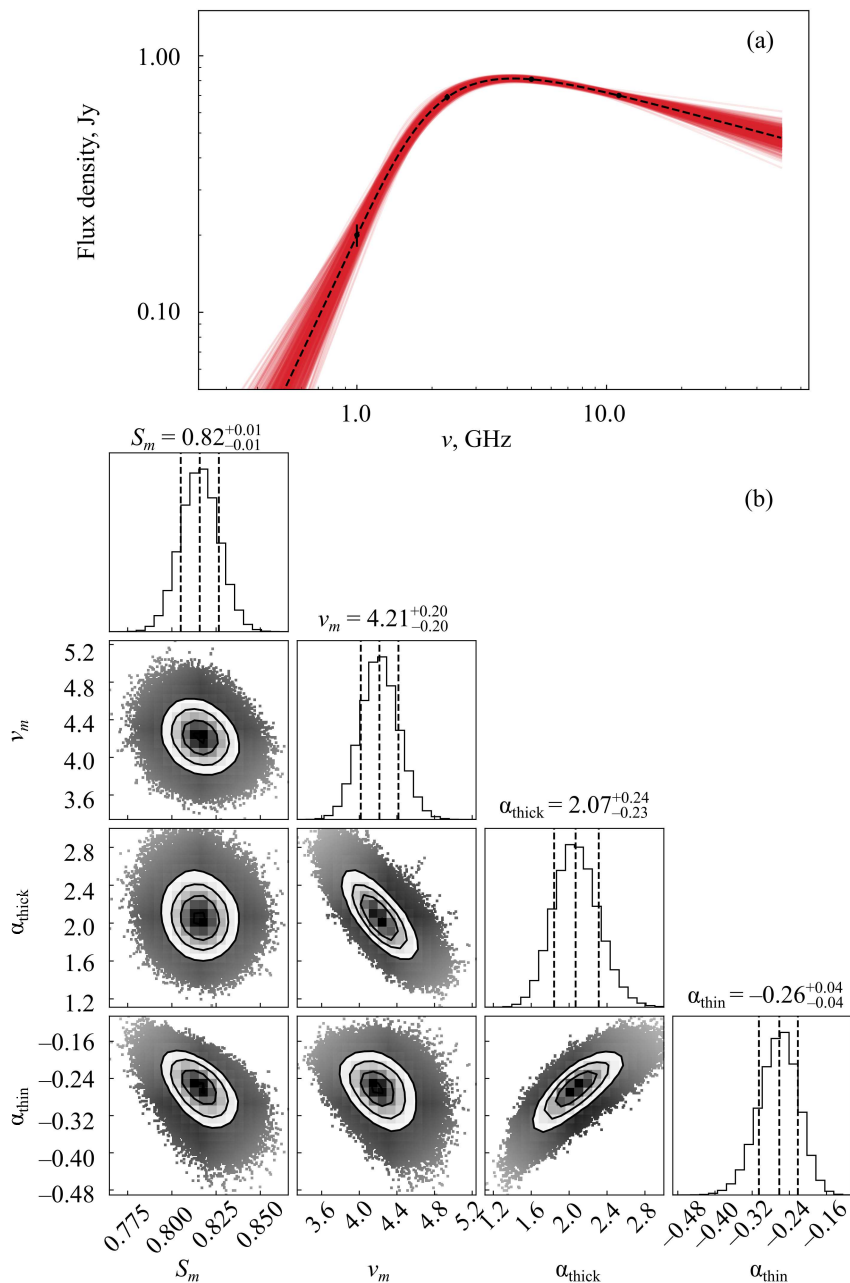 (a)
1.00
Flux density, Jy
0.10
1.0 10.0
ν, GHz
(b)
S_m = 0.82^{+0.01}_{−0.01}
ν_m = 4.21^{+0.20}_{−0.20}
5.2
4.8
4.4
4.0
3.6
ν_m
α_thick = 2.07^{+0.24}_{−0.23}
2.8
2.4
2.0
1.6
1.2
α_thick
α_thin = −0.26^{+0.04}_{−0.04}
−0.16
−0.24
−0.32
−0.40
−0.48
α_thin
0.775 0.800 0.825 0.850
3.6 4.0 4.4 4.8 5.2
1.2 1.6 2.0 2.4 2.8
−0.48 −0.40 −0.32 −0.24 −0.16
S_m ν_m α_thick α_thin